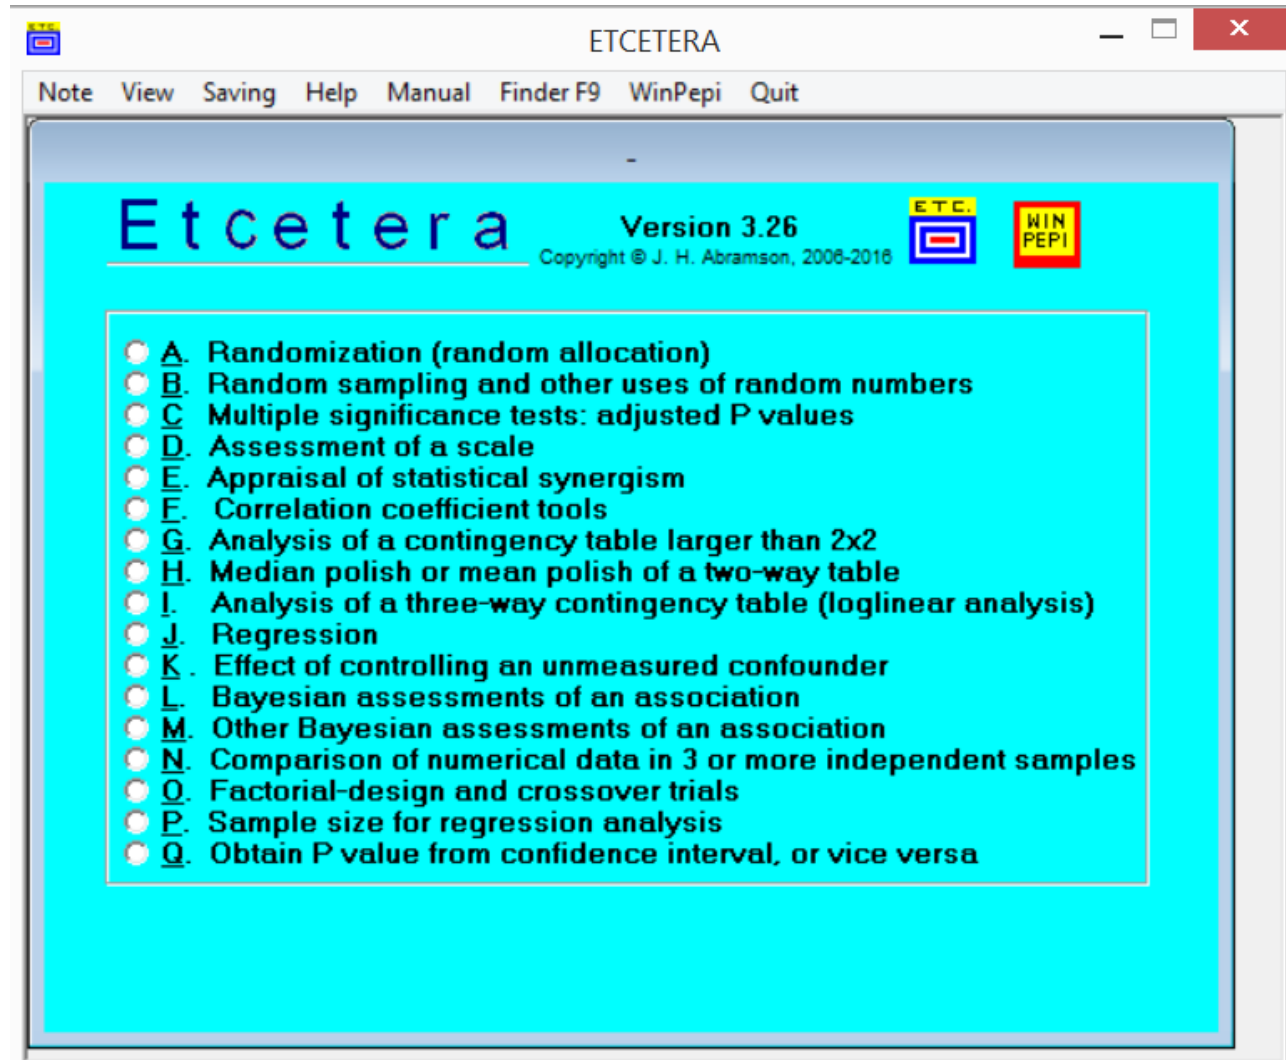 E T C.
ETCETERA
Note View Saving Help Manual Finder F9 WinPepi Quit
-
Etcetera
Version 3.26
Copyright © J. H. Abramson, 2006-2016
E T C.
WIN
PEPI
A. Randomization (random allocation)
B. Random sampling and other uses of random numbers
C Multiple significance tests: adjusted P values
D. Assessment of a scale
E. Appraisal of statistical synergism
F. Correlation coefficient tools
G. Analysis of a contingency table larger than 2x2
H. Median polish or mean polish of a two-way table
I. Analysis of a three-way contingency table (loglinear analysis)
J. Regression
K . Effect of controlling an unmeasured confounder
L. Bayesian assessments of an association
M. Other Bayesian assessments of an association
N. Comparison of numerical data in 3 or more independent samples
O. Factorial-design and crossover trials
P. Sample size for regression analysis
Q. Obtain P value from confidence interval, or vice versa